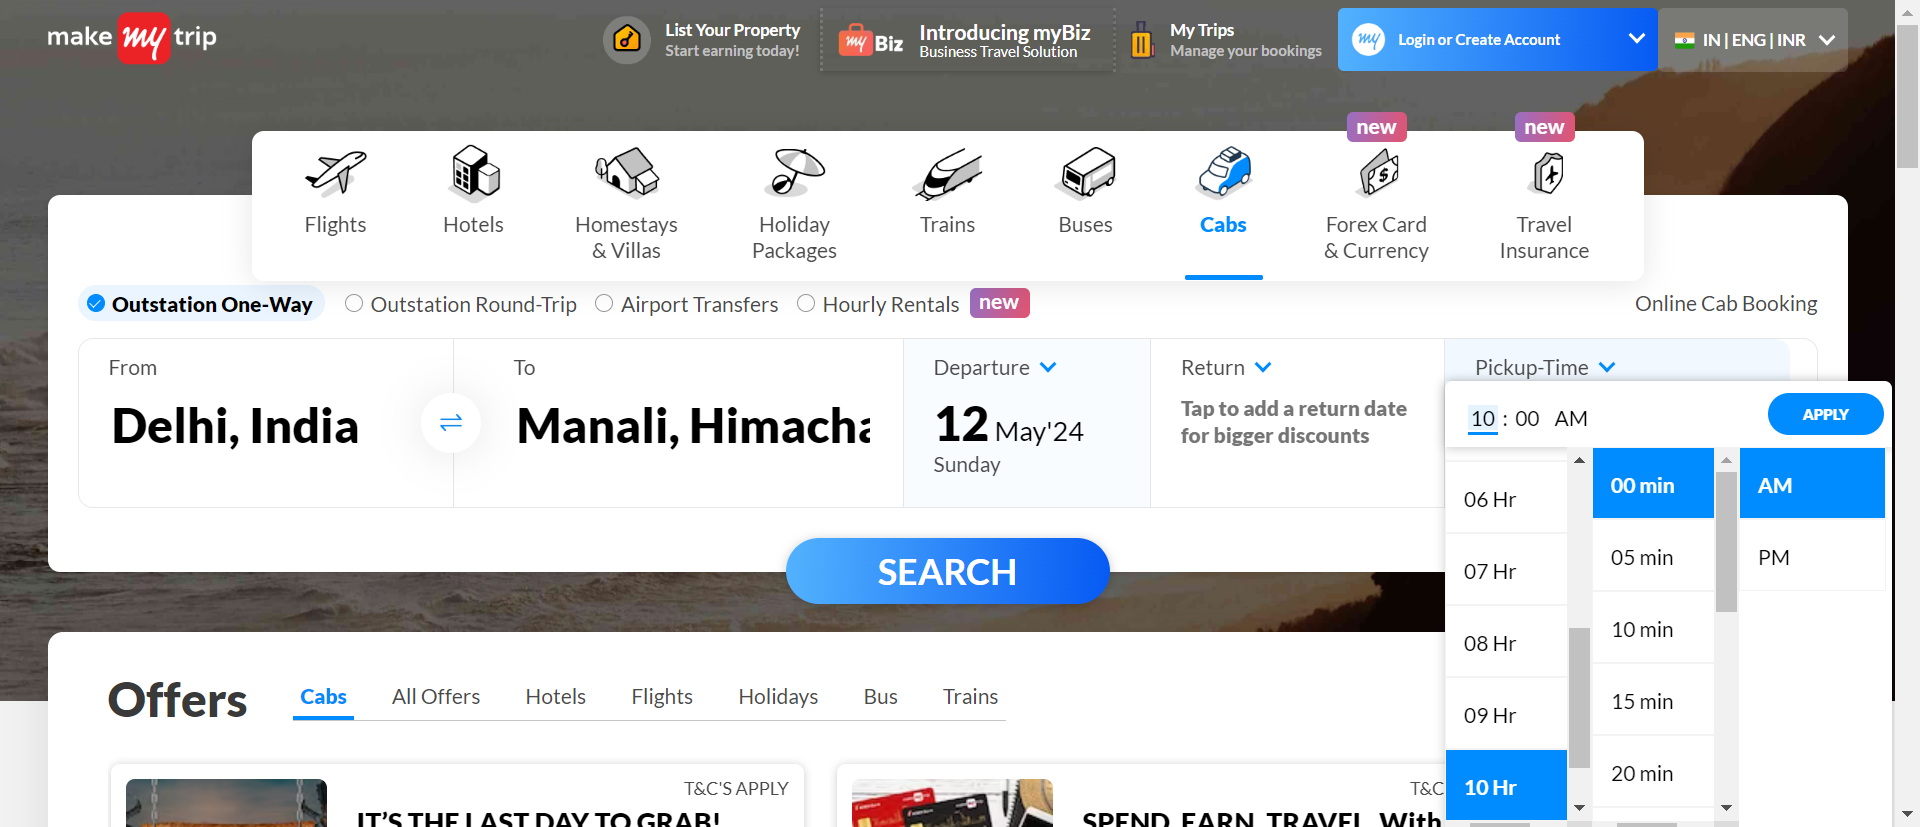 make my trip
List Your Property
Start earning today!
my Biz
Introducing myBiz
Business Travel Solution
My Trips
Manage your bookings
my
Login or Create Account
IN | ENG | INR
new
new
Flights
Hotels
Homestays
& Villas
Holiday
Packages
Trains
Buses
Cabs
Forex Card
& Currency
Travel
Insurance
Outstation One-Way
Outstation Round-Trip
Airport Transfers
Hourly Rentals
new
Online Cab Booking
From
Delhi, India
To
Manali, Himacha
Departure
12 May'24
Sunday
Return
Tap to add a return date
for bigger discounts
Pickup-Time
10 : 00 AM
APPLY
06 Hr
07 Hr
08 Hr
09 Hr
10 Hr
00 min
05 min
10 min
15 min
20 min
AM
PM
SEARCH
Offers
Cabs
All Offers
Hotels
Flights
Holidays
Bus
Trains
T&C'S APPLY
IT'S THE LAST DAY TO GRAB!
T&C
SPEND, EARN, TRAVEL, With